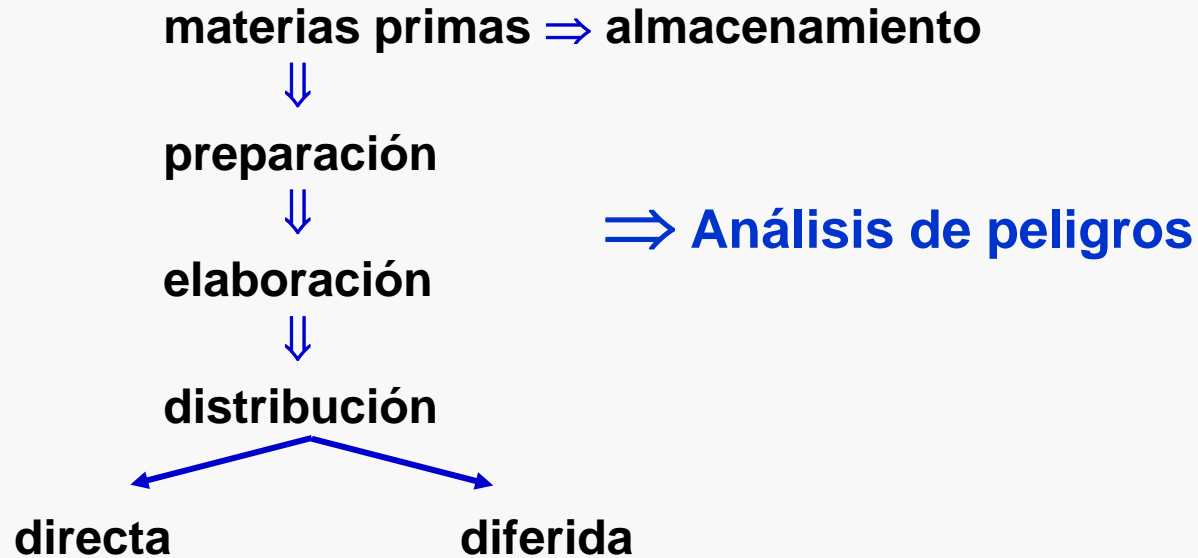 materias primas ⇒ almacenamiento
preparación
⇒ Análisis de peligros
elaboración
distribución
directa diferida